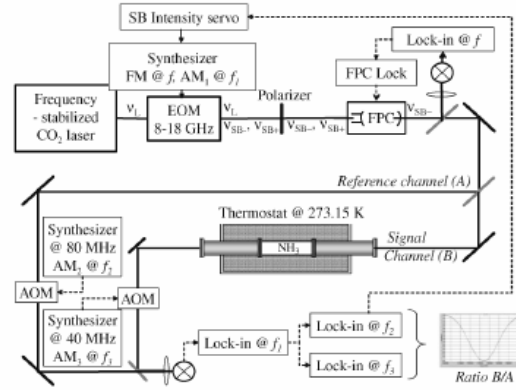 SB Intensity servo
Synthesizer
FM @ f, AM1 @ f1
Lock-in @ f
FPC Lock
Polarizer
Frequency
- stabilized
CO2 laser
νL
EOM
8-18 GHz
νL
νSB-, νSB+
νSB-, νSB+
FPC
νSB-
Reference channel (A)
Thermostat @ 273.15 K
NH3
Signal
Channel (B)
Synthesizer
@ 80 MHz
AM2 @ f2
AOM
AOM
Synthesizer
@ 40 MHz
AM3 @ f3
Lock-in @ f1
Lock-in @ f2
Lock-in @ f3
Ratio B/A